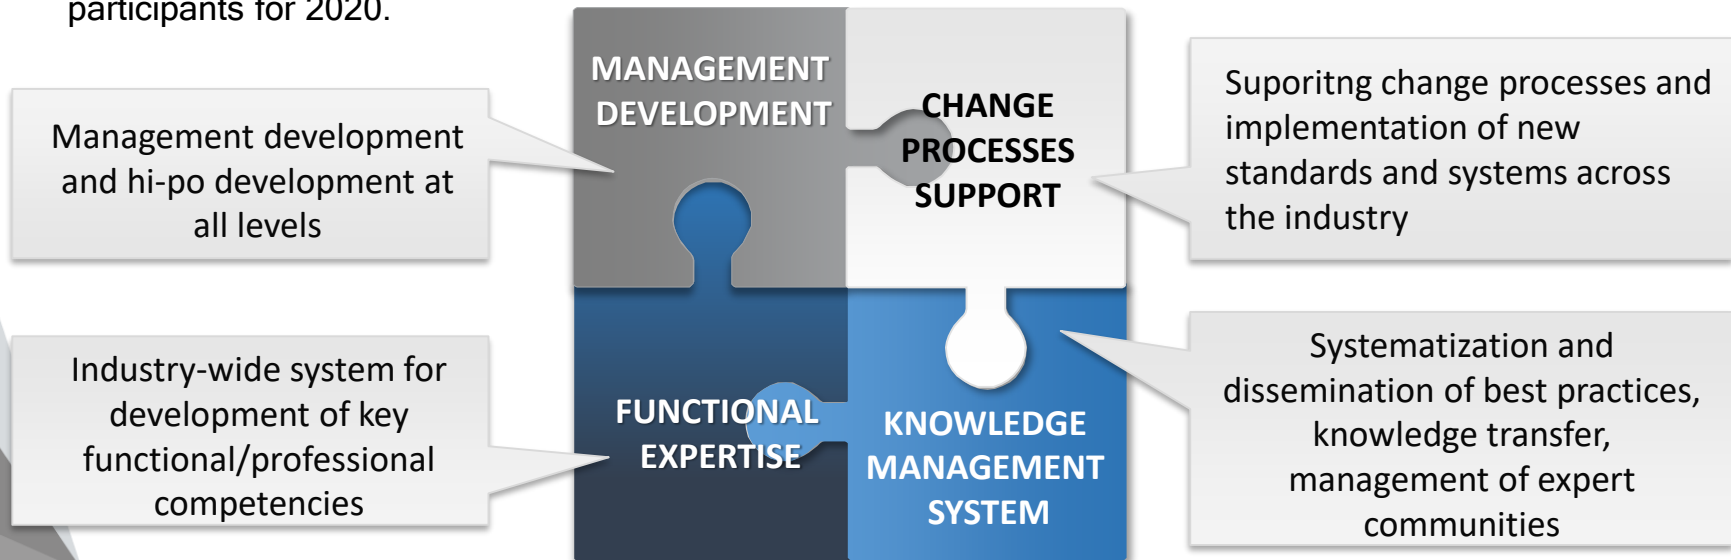 participants for 2020.
MANAGEMENT
DEVELOPMENT
CHANGE
PROCESSES
SUPPORT
Management development
and hi-po development at
all levels
Suporitng change processes and
implementation of new
standards and systems across
the industry
Industry-wide system for
development of key
functional/professional
competencies
FUNCTIONAL
EXPERTISE
KNOWLEDGE
MANAGEMENT
SYSTEM
Systematization and
dissemination of best practices,
knowledge transfer,
management of expert
communities